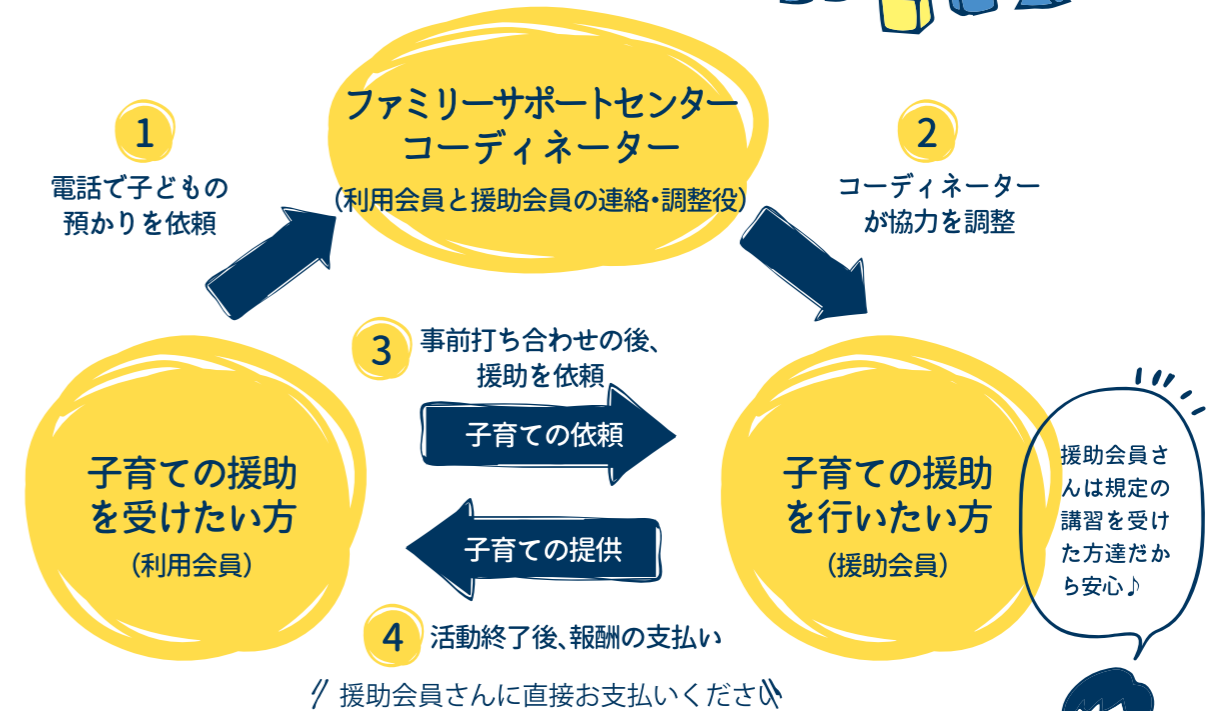 ファミリーサポートセンター
コーディネーター
(利用会員と援助会員の連絡・調整役)
1
電話で子どもの
預かりを依頼
2
コーディネーター
が協力を調整
3
事前打ち合わせの後、
援助を依頼
子育ての依頼
子育ての援助
を受けたい方
(利用会員)
子育ての提供
子育ての援助
を行いたい方
(援助会員)
援助会員さ
んは規定の
講習を受け
た方達だか
ら安心♪
4
活動終了後、報酬の支払い
援助会員さんに直接お支払いください